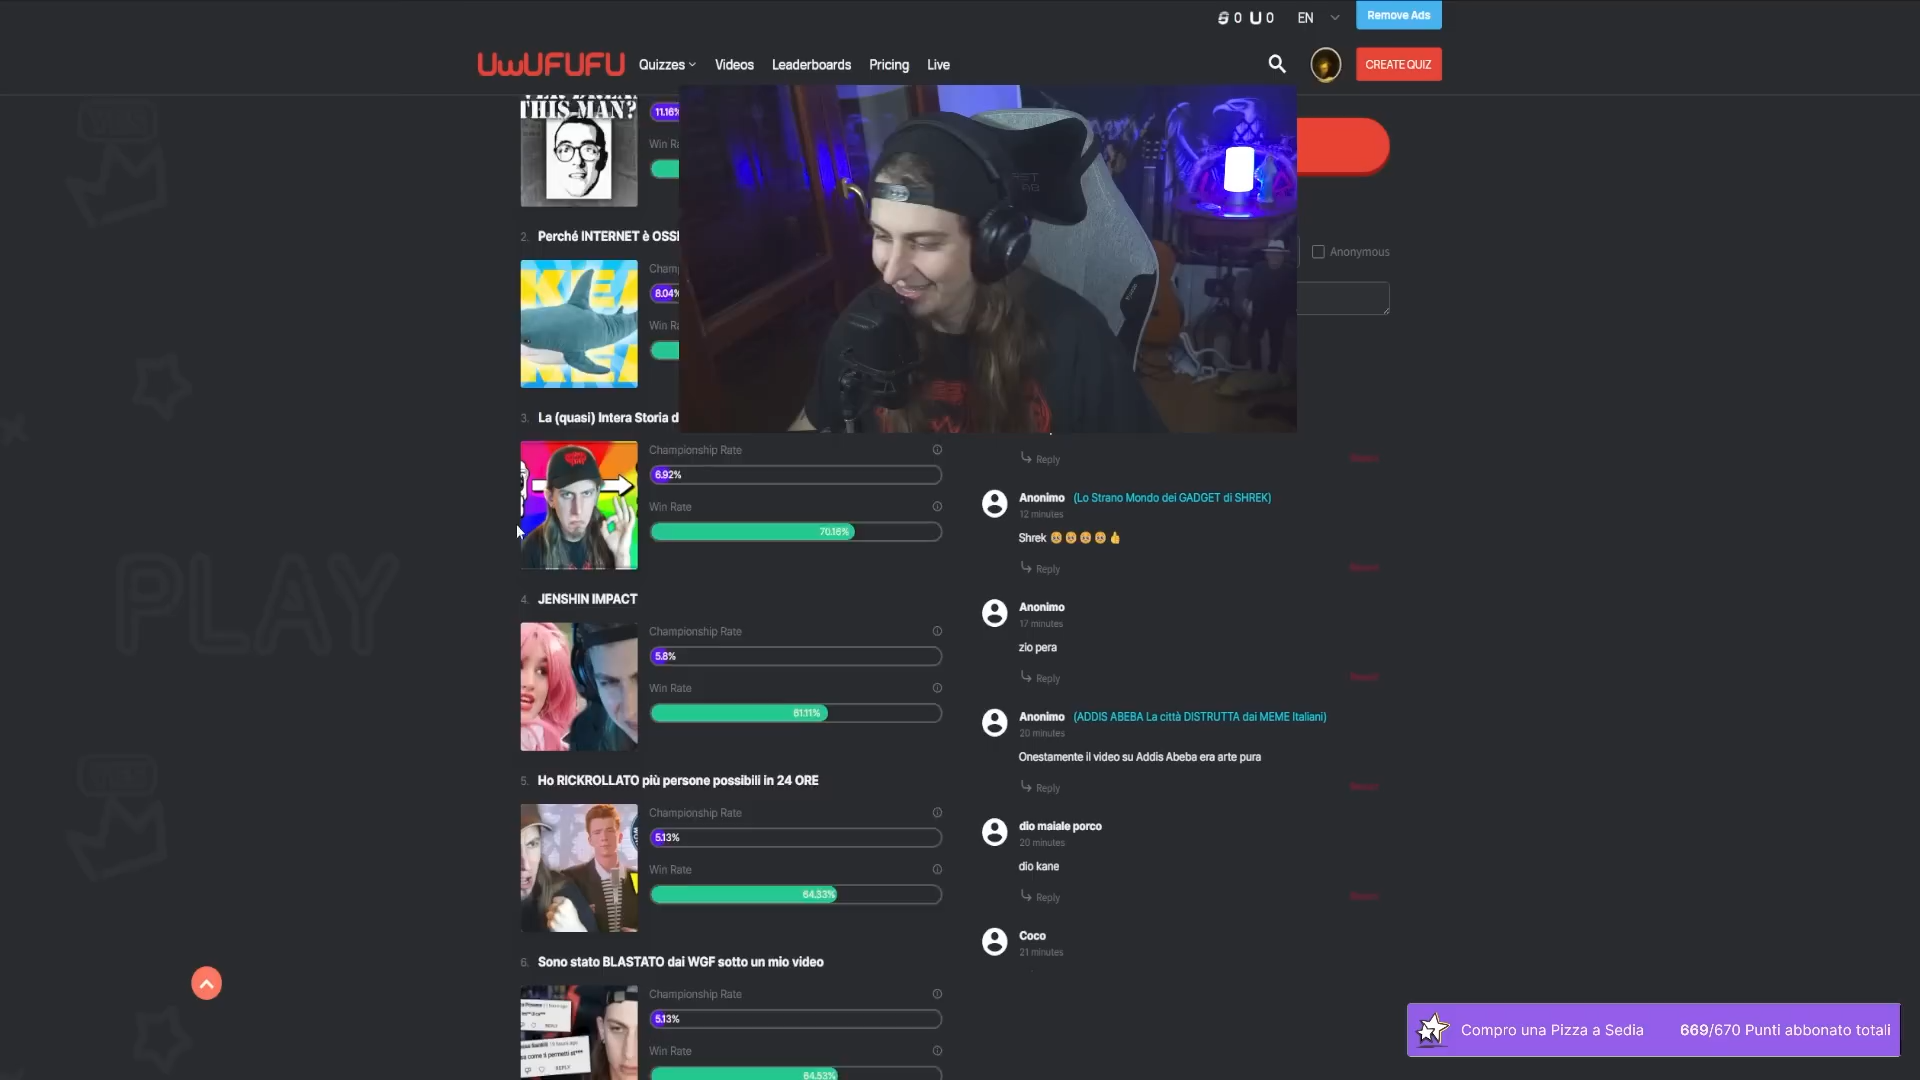 0 0 EN
Remove Ads
UwUFUFU
Quizzes
Videos
Leaderboards
Pricing
Live
CREATE QUIZ
THIS MAN?
11.16%
Win Ra
2. Perché INTERNET è OSSE
Champ
8.04%
Win Ra
3. La (quasi) Intera Storia d
Championship Rate
6.92%
Win Rate
70.16%
4. JENSHIN IMPACT
Championship Rate
5.8%
Win Rate
61.11%
5. Ho RICKROLLATO più persone possibili in 24 ORE
Championship Rate
5.13%
Win Rate
64.33%
6. Sono stato BLASTATO dai WGF sotto un mio video
Championship Rate
5.13%
Win Rate
64.53%
Anonymous
Reply
Anonimo (Lo Strano Mondo dei GADGET di SHREK)
12 minutes
Shrek
Reply
Anonimo
17 minutes
zio pera
Reply
Anonimo (ADDIS ABEBA La città DISTRUTTA dai MEME Italiani)
20 minutes
Onestamente il video su Addis Abeba era arte pura
Reply
dio maiale porco
20 minutes
dio kane
Reply
Coco
21 minutes
PLAY
Compro una Pizza a Sedia 669/670 Punti abbonato totali